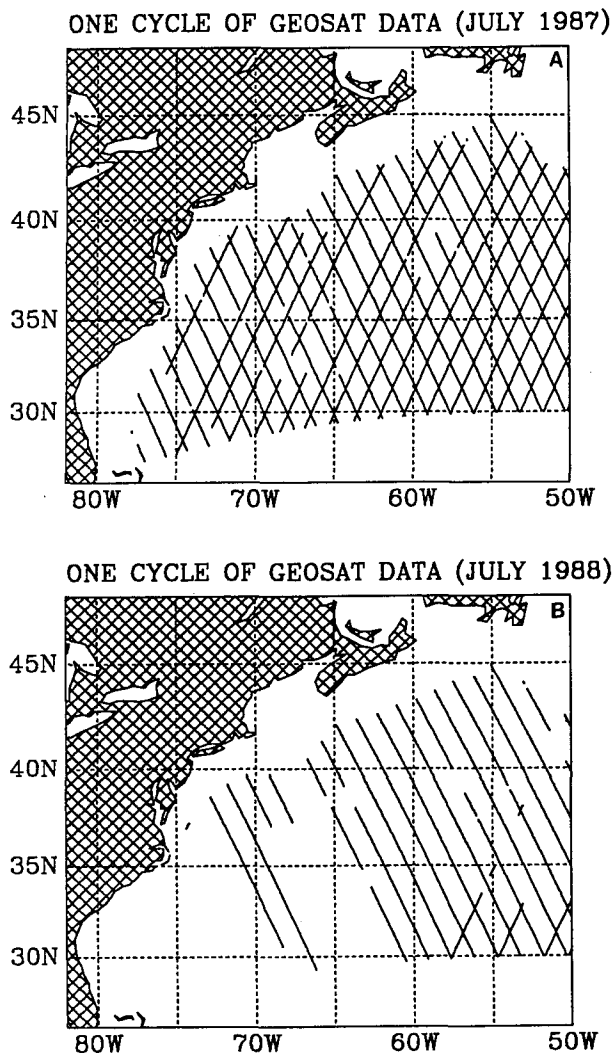 ONE CYCLE OF GEOSAT DATA (JULY 1987)
A
45N
40N
35N
30N
80W 70W 60W 50W
ONE CYCLE OF GEOSAT DATA (JULY 1988)
B
45N
40N
35N
30N
80W 70W 60W 50W